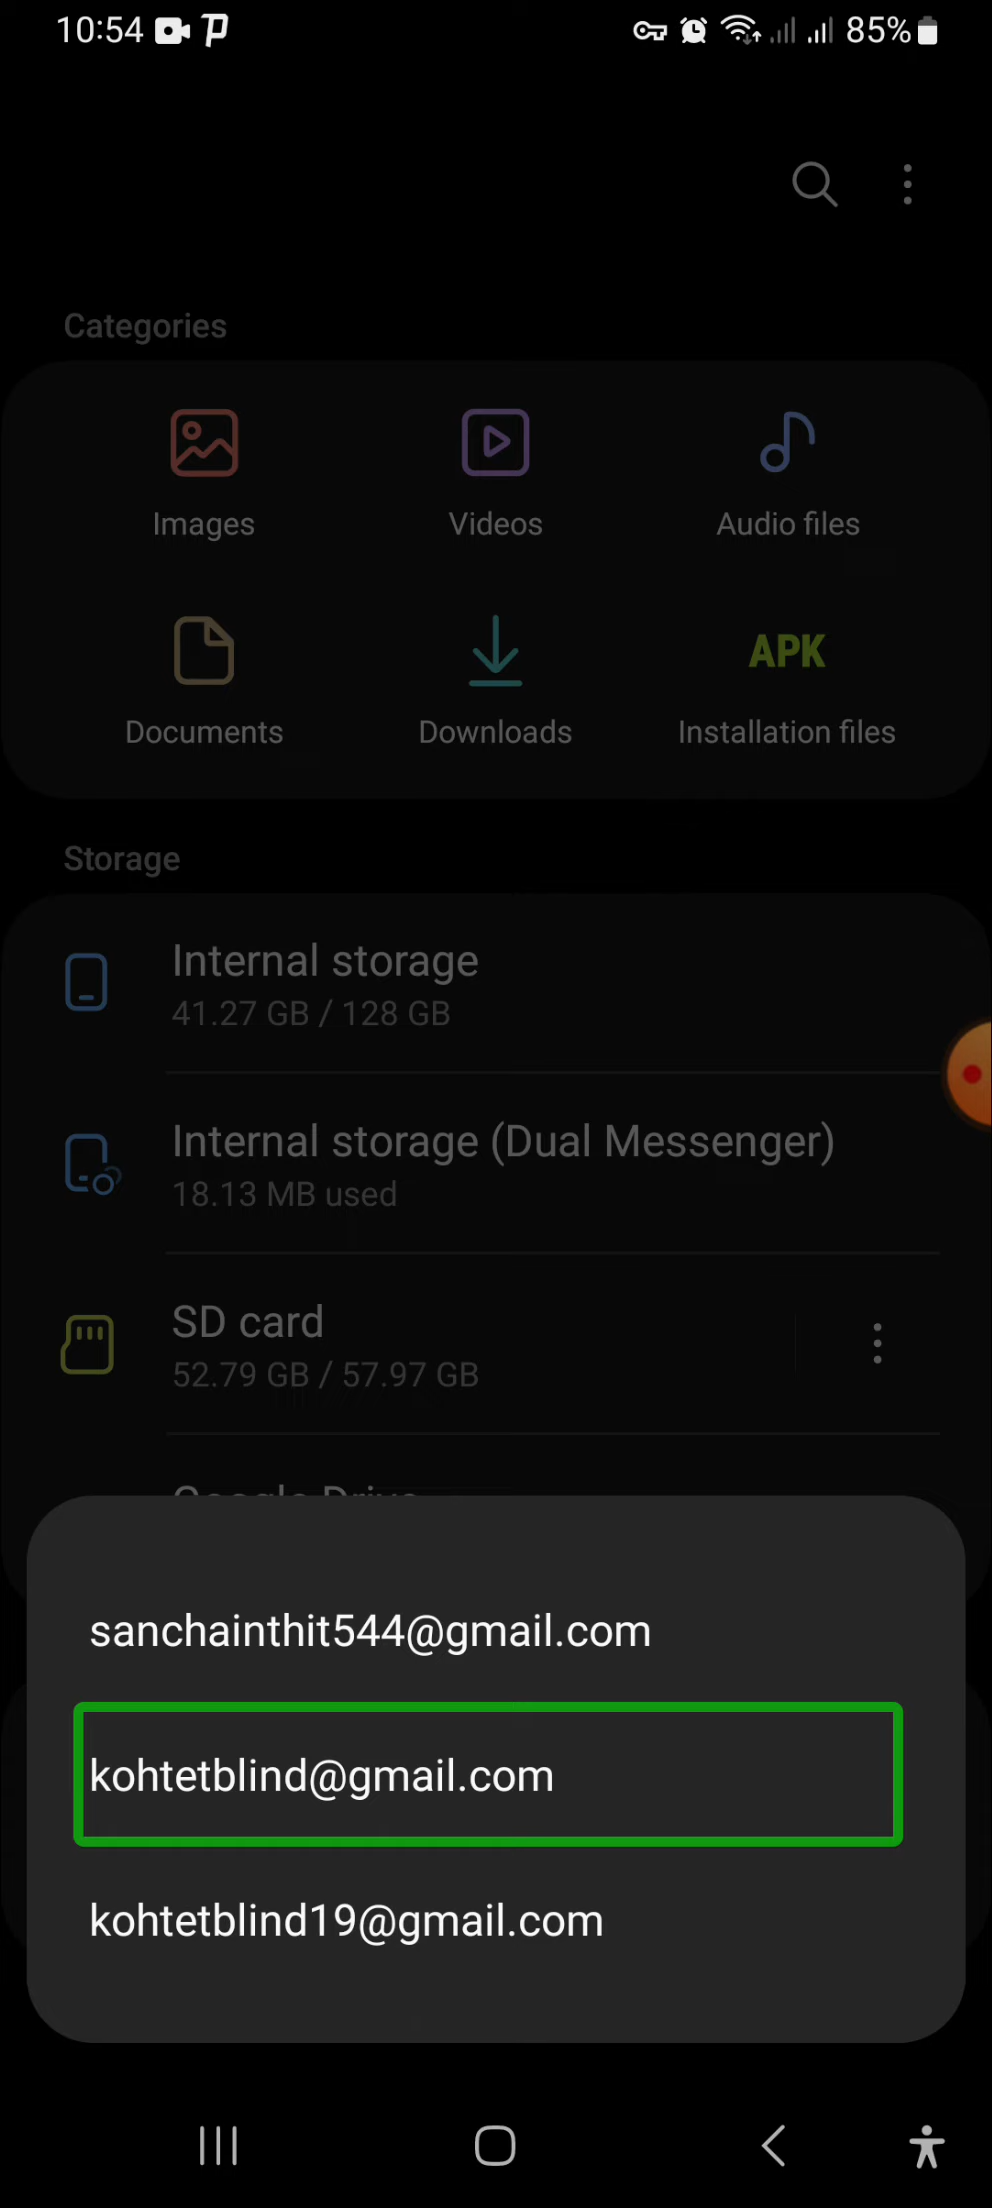 10:54
85%
Categories
Images
Videos
Audio files
APK
Documents
Downloads
Installation files
Storage
Internal storage
41.27 GB / 128 GB
Internal storage (Dual Messenger)
18.13 MB used
SD card
52.79 GB / 57.97 GB
Google Drive
sanchainthit544@gmail.com
kohtetblind@gmail.com
kohtetblind19@gmail.com